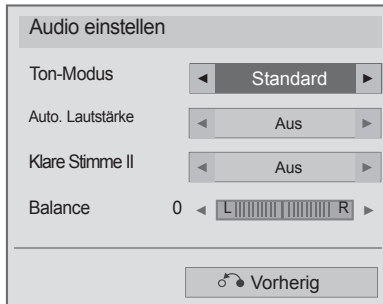 Audio einstellen
Ton-Modus ◄ Standard ►
Auto. Lautstärke ◄ Aus ►
Klare Stimme II ◄ Aus ►
Balance 0 ◄ L R ►
Vorherig